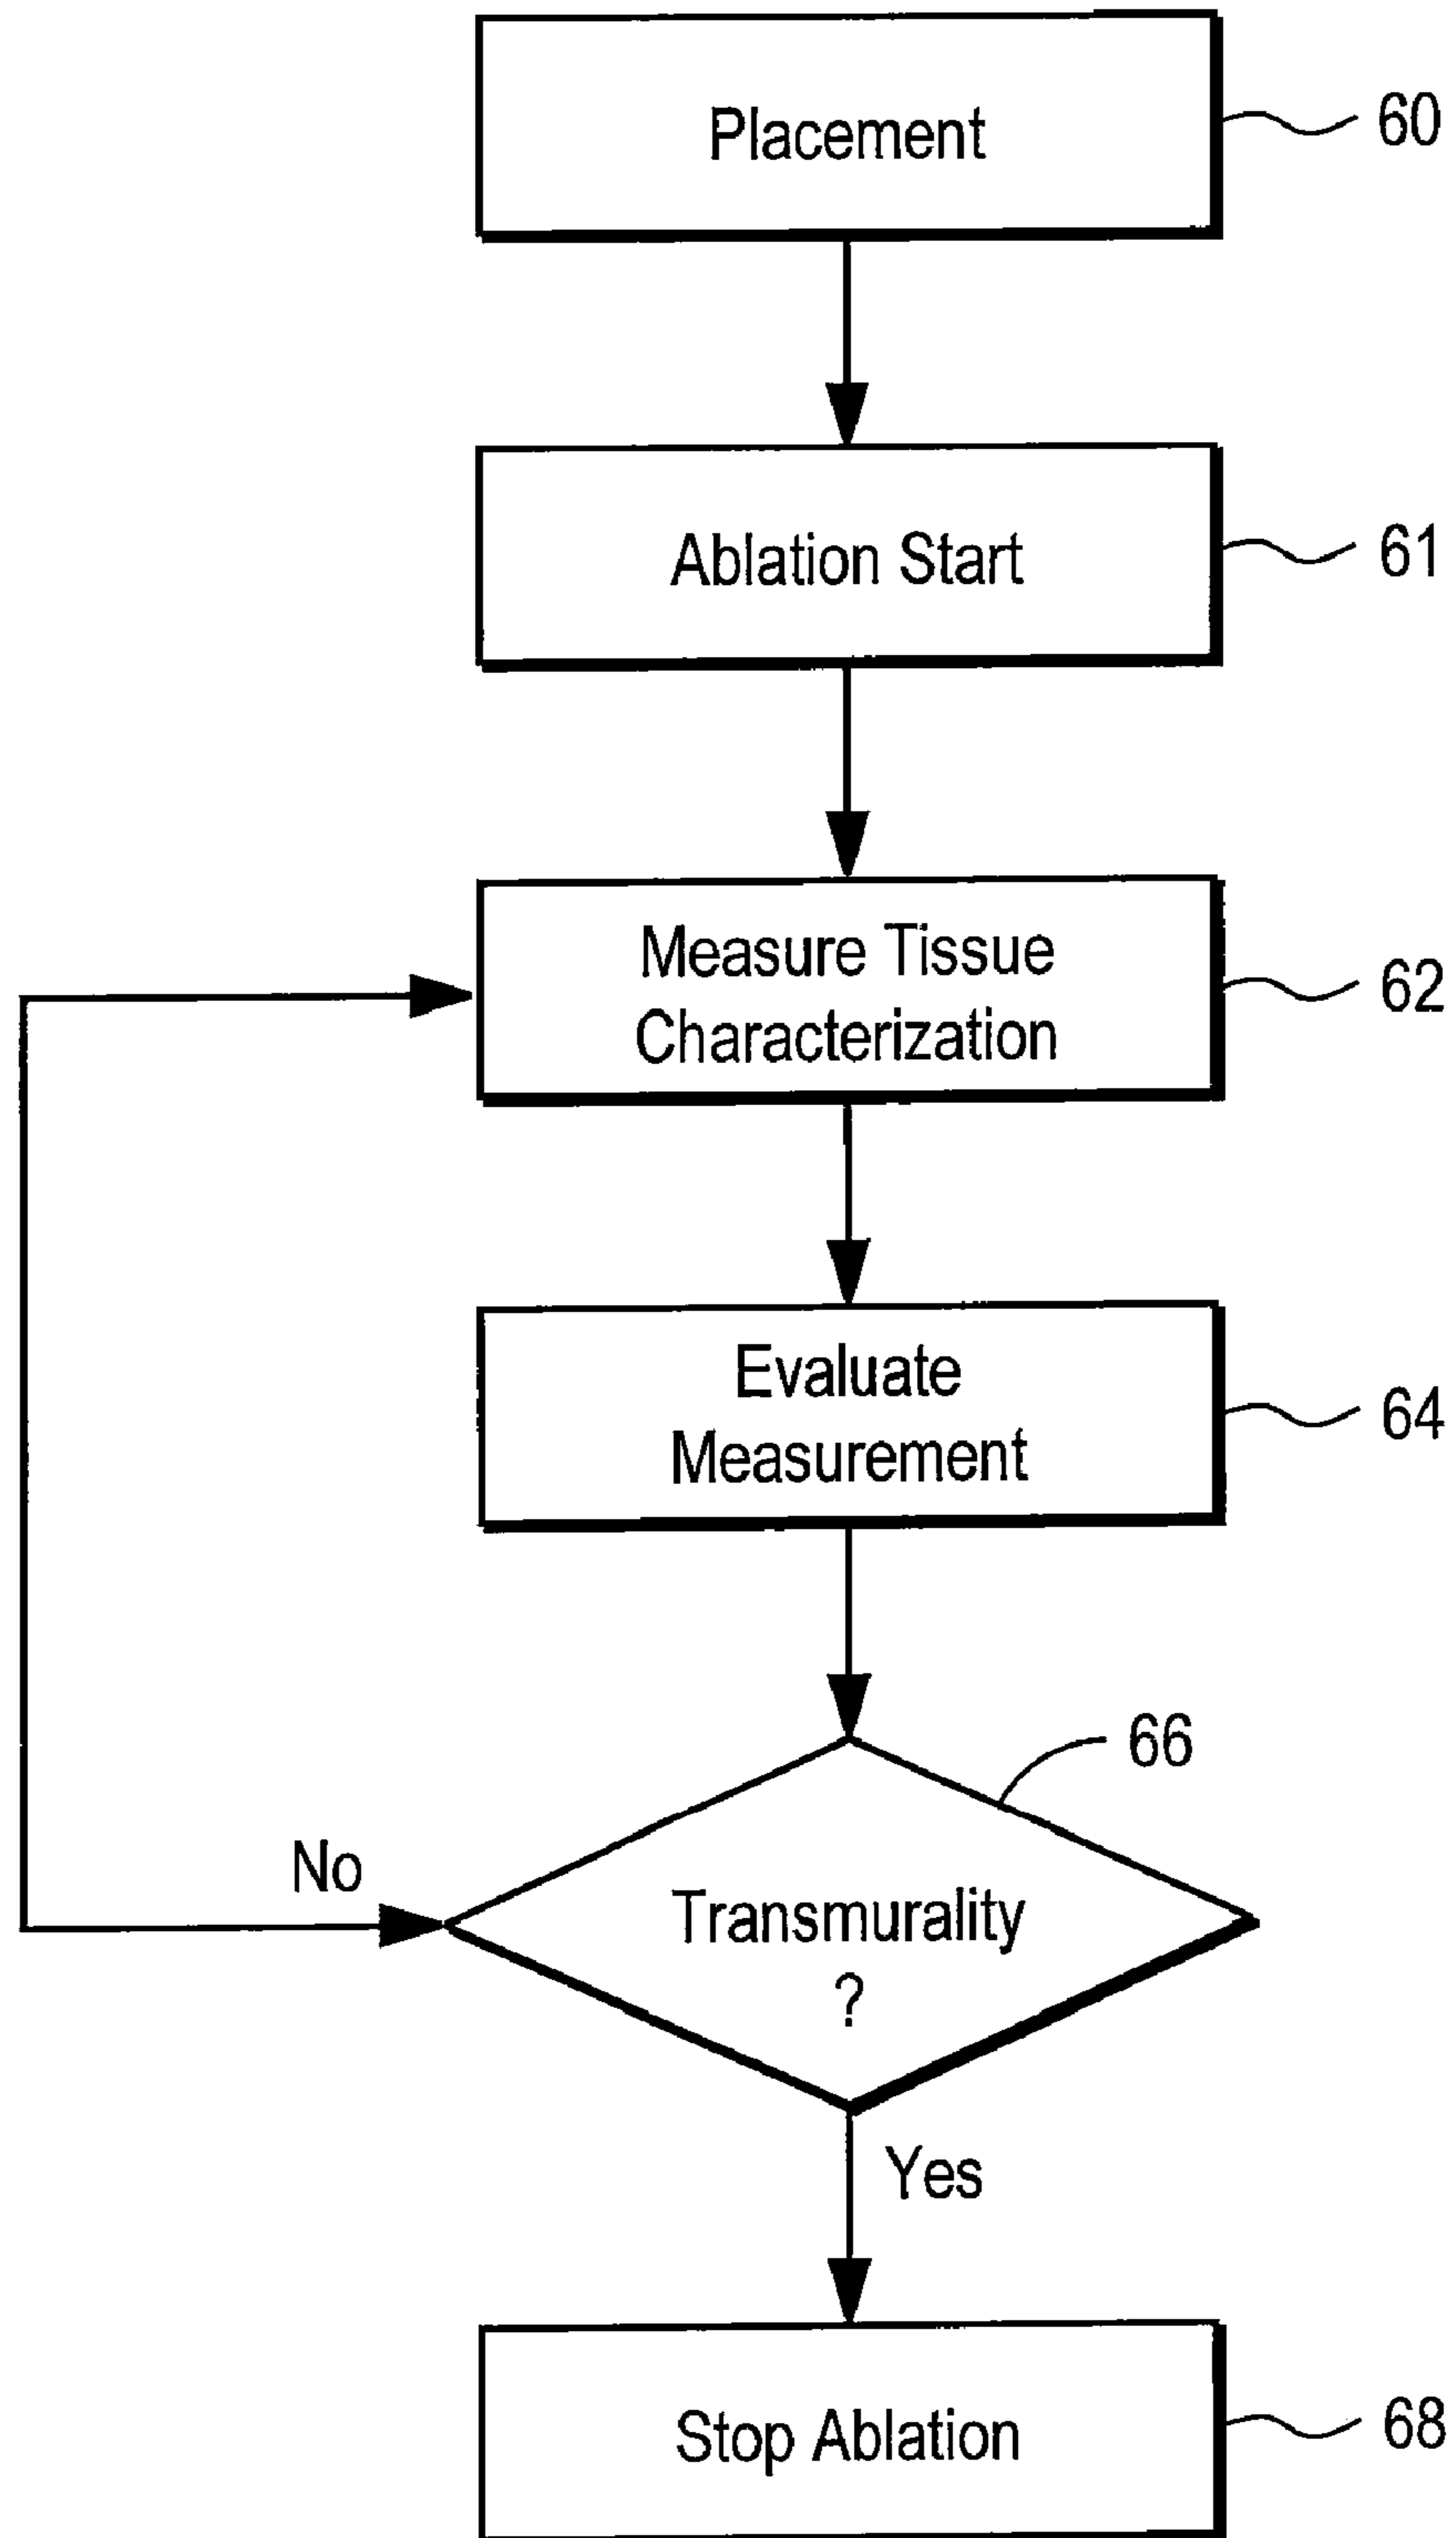 Placement
60
Ablation Start
61
Measure Tissue
Characterization
62
Evaluate
Measurement
64
66
No
Transmurality
?
Yes
Stop Ablation
68